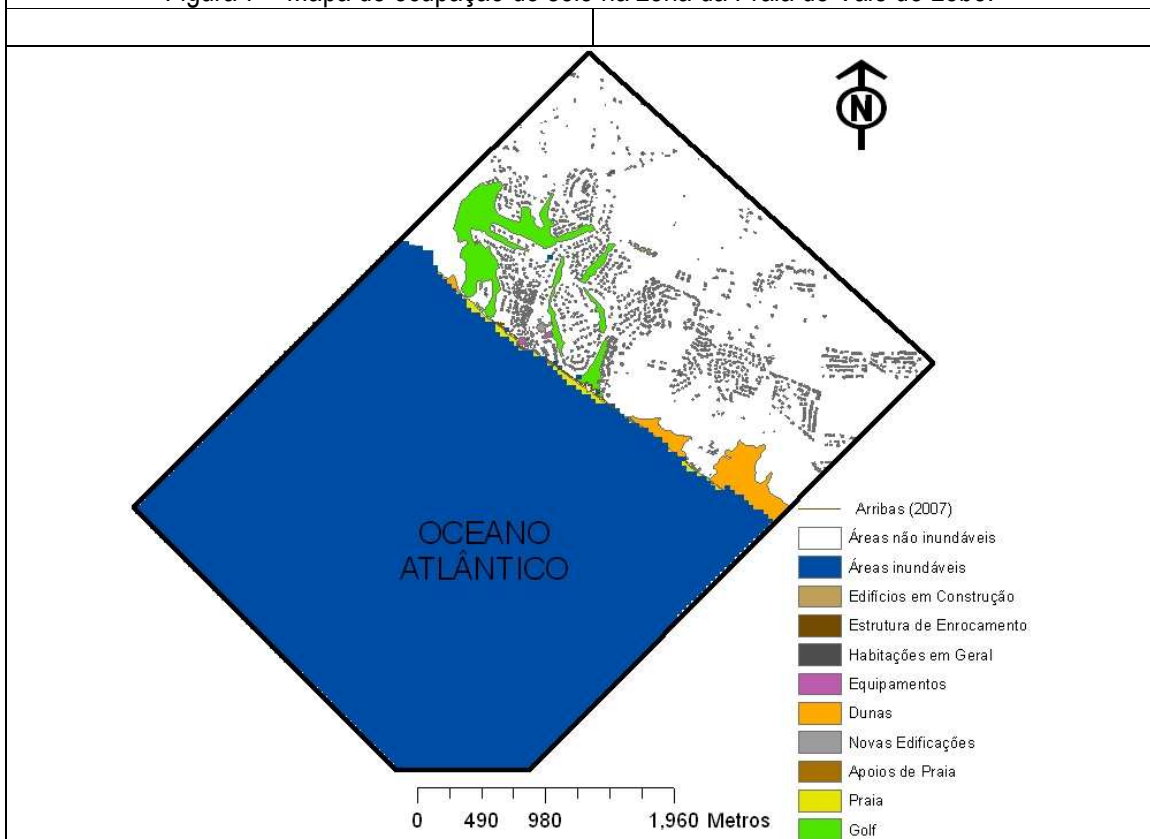 N
OCEANO
ATLÂNTICO
Arribas (2007)
Áreas não inundáveis
Áreas inundáveis
Edifícios em Construção
Estrutura de Enrocamento
Habitações em Geral
Equipamentos
Dunas
Novas Edificações
Apoios de Praia
Praia
Golf
0 490 980 1,960 Metros